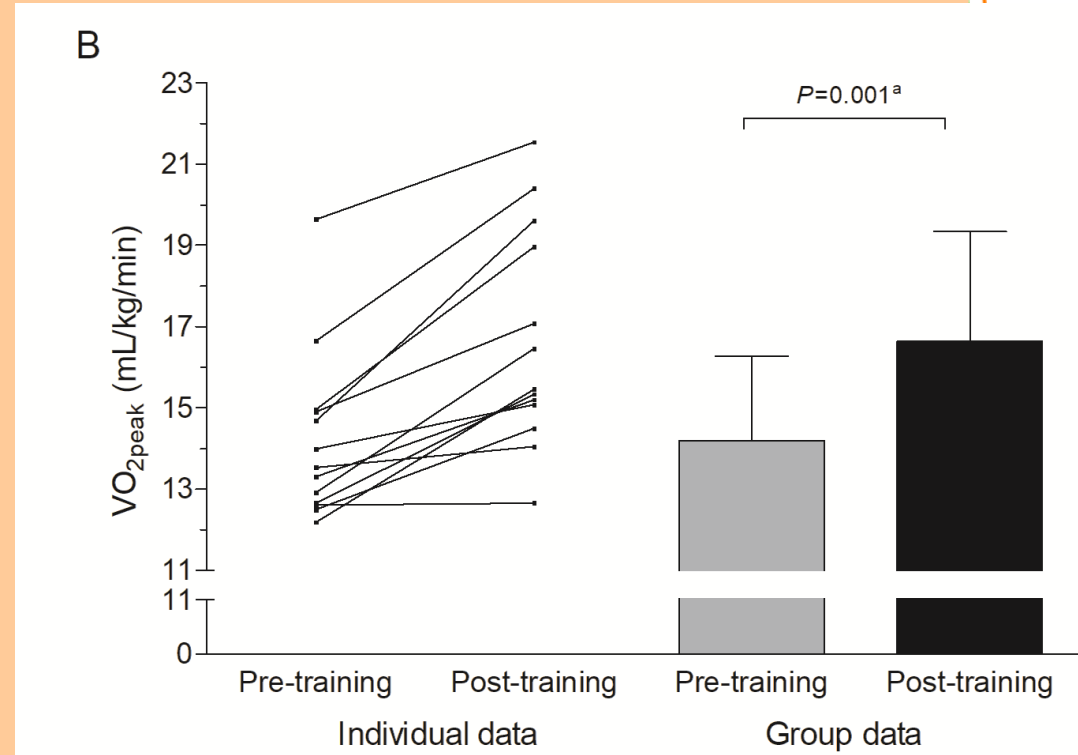 B
P=0.001ᵃ
VO₂peak (mL/kg/min)
23
21
19
17
15
13
11
11
0
Pre-training Post-training Pre-training Post-training
Individual data Group data